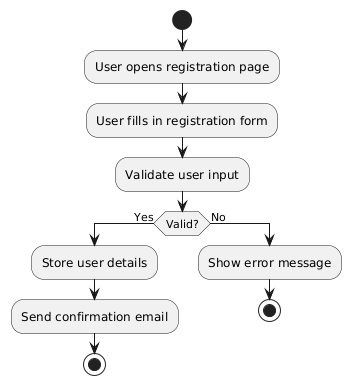 User opens registration page
User fills in registration form
Validate user input
Valid?
Yes
No
Store user details
Show error message
Send confirmation email